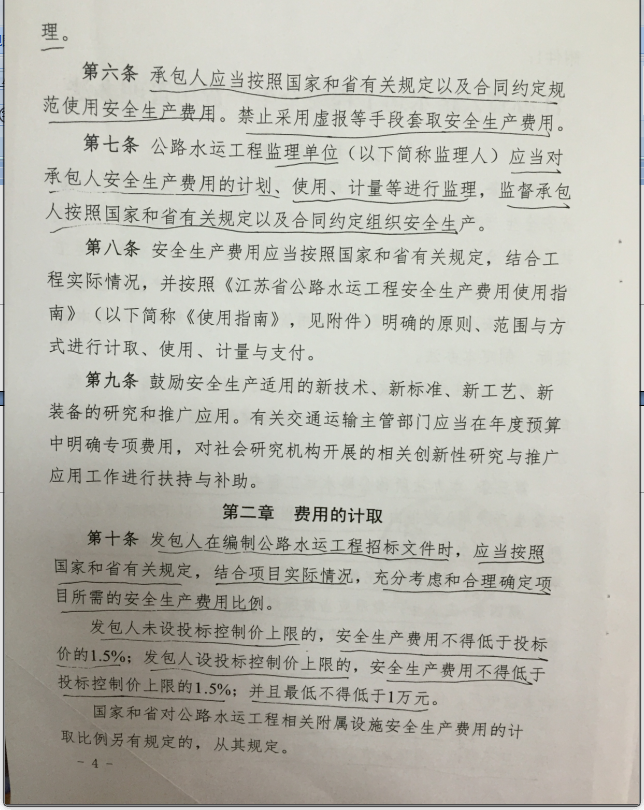 理。
第六条 承包人应当按照国家和省有关规定以及合同约定规
范使用安全生产费用。禁止采用虚报等手段套取安全生产费用。
第七条 公路水运工程监理单位（以下简称监理人）应当对
承包人安全生产费用的计划、使用、计量等进行监理，监督承包
人按照国家和省有关规定以及合同约定组织安全生产。
第八条 安全生产费用应当按照国家和省有关规定，结合工
程实际情况，并按照《江苏省公路水运工程安全生产费用使用指
南》（以下简称《使用指南》，见附件）明确的原则、范围与方
式进行计取、使用、计量与支付。
第九条 鼓励安全生产适用的新技术、新标准、新工艺、新
装备的研究和推广应用。有关交通运输主管部门应当在年度预算
中明确专项费用，对社会研究机构开展的相关创新性研究与推广
应用工作进行扶持与补助。
第二章 费用的计取
第十条 发包人在编制公路水运工程招标文件时，应当按照
国家和省有关规定，结合项目实际情况，充分考虑和合理确定项
目所需的安全生产费用比例。
发包人未设投标控制价上限的，安全生产费用不得低于投标
价的1.5%；发包人设投标控制价上限的，安全生产费用不得低于
投标控制价上限的1.5%；并且最低不得低于1万元。
国家和省对公路水运工程相关附属设施安全生产费用的计
取比例另有规定的，从其规定。
- 4 -